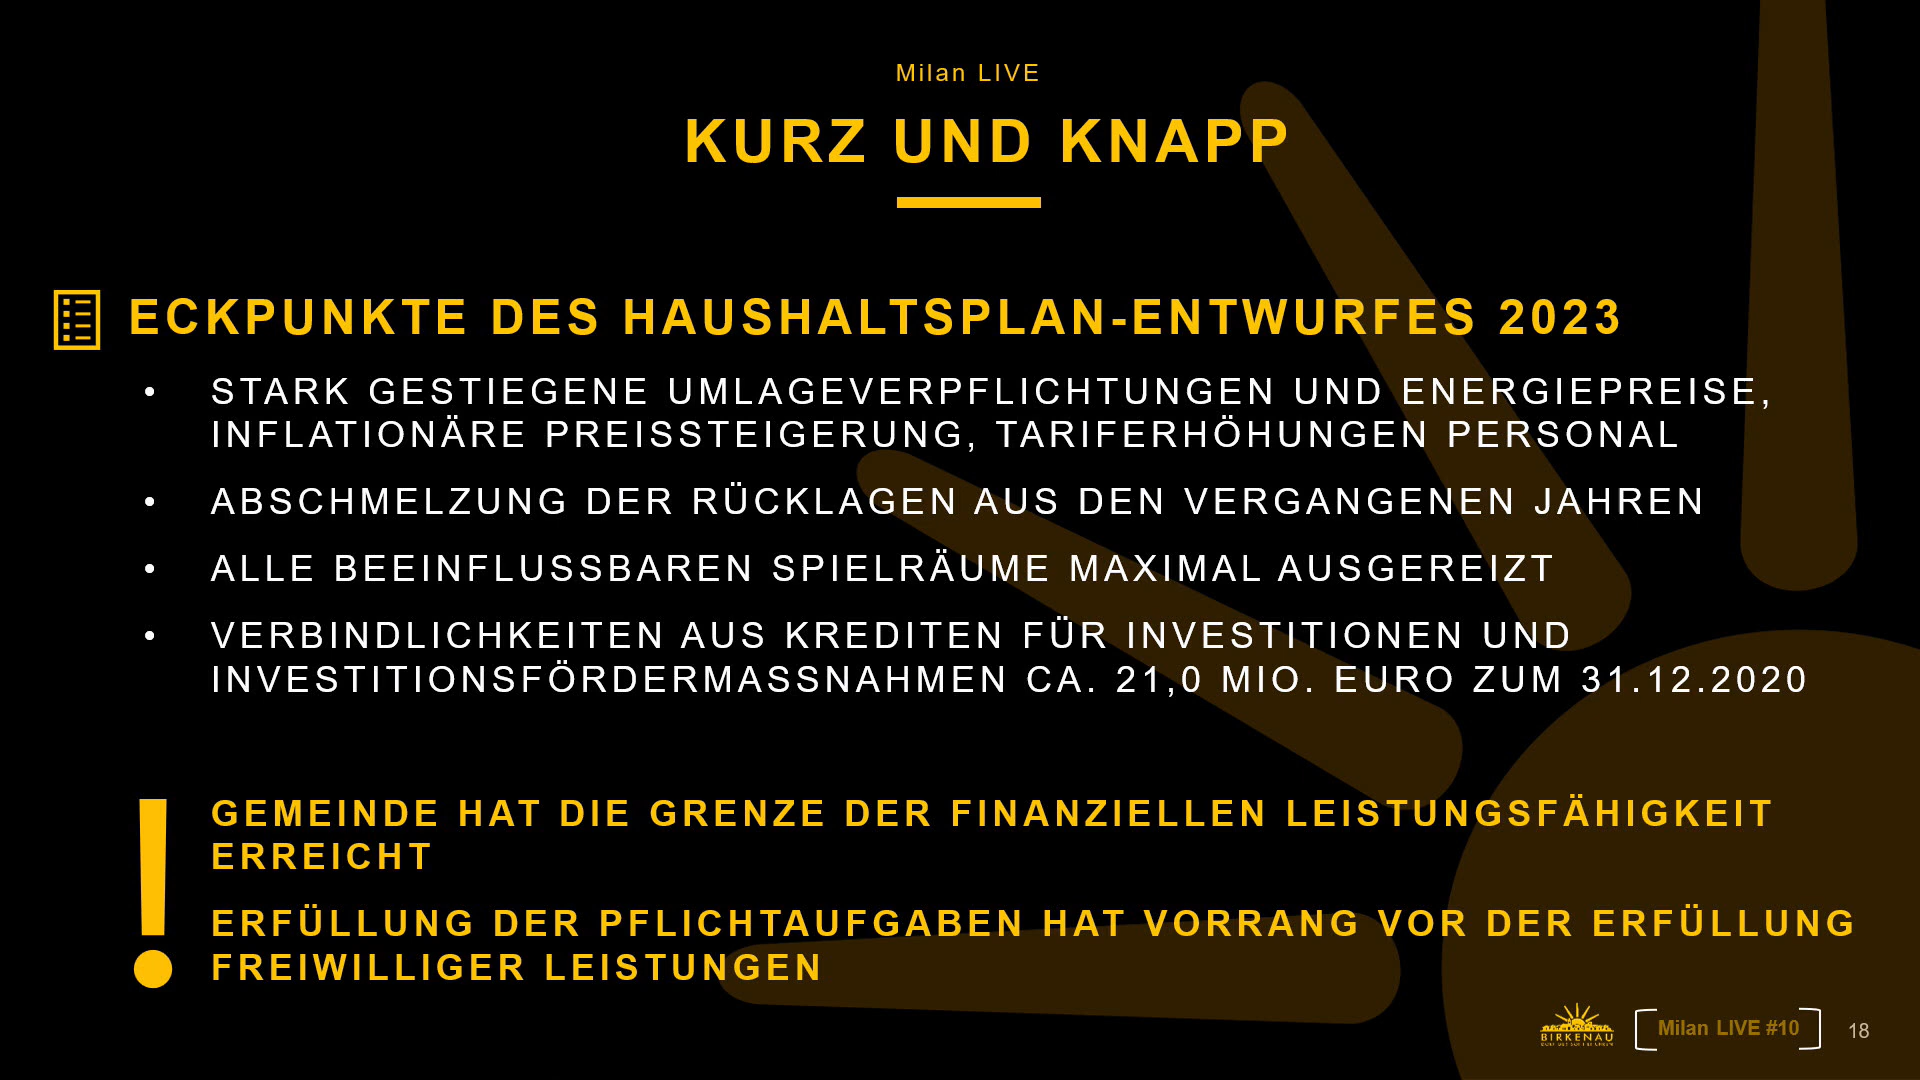 Milan LIVE
KURZ UND KNAPP
ECKPUNKTE DES HAUSHALTSPLAN-ENTWURFES 2023
• STARK GESTIEGENE UMLAGEVERPFLICHTUNGEN UND ENERGIEPREISE,
INFLATIONÄRE PREISSTEIGERUNG, TARIFERHÖHUNGEN PERSONAL
• ABSCHMELZUNG DER RÜCKLAGEN AUS DEN VERGANGENEN JAHREN
• ALLE BEEINFLUSSBAREN SPIELRÄUME MAXIMAL AUSGEREIZT
• VERBINDLICHKEITEN AUS KREDITEN FÜR INVESTITIONEN UND
INVESTITIONSFÖRDERMASSNAHMEN CA. 21,0 MIO. EURO ZUM 31.12.2020
! GEMEINDE HAT DIE GRENZE DER FINANZIELLEN LEISTUNGSFÄHIGKEIT
ERREICHT
ERFÜLLUNG DER PFLICHTAUFGABEN HAT VORRANG VOR DER ERFÜLLUNG
FREIWILLIGER LEISTUNGEN
BIRKENAU
Milan LIVE #10
18